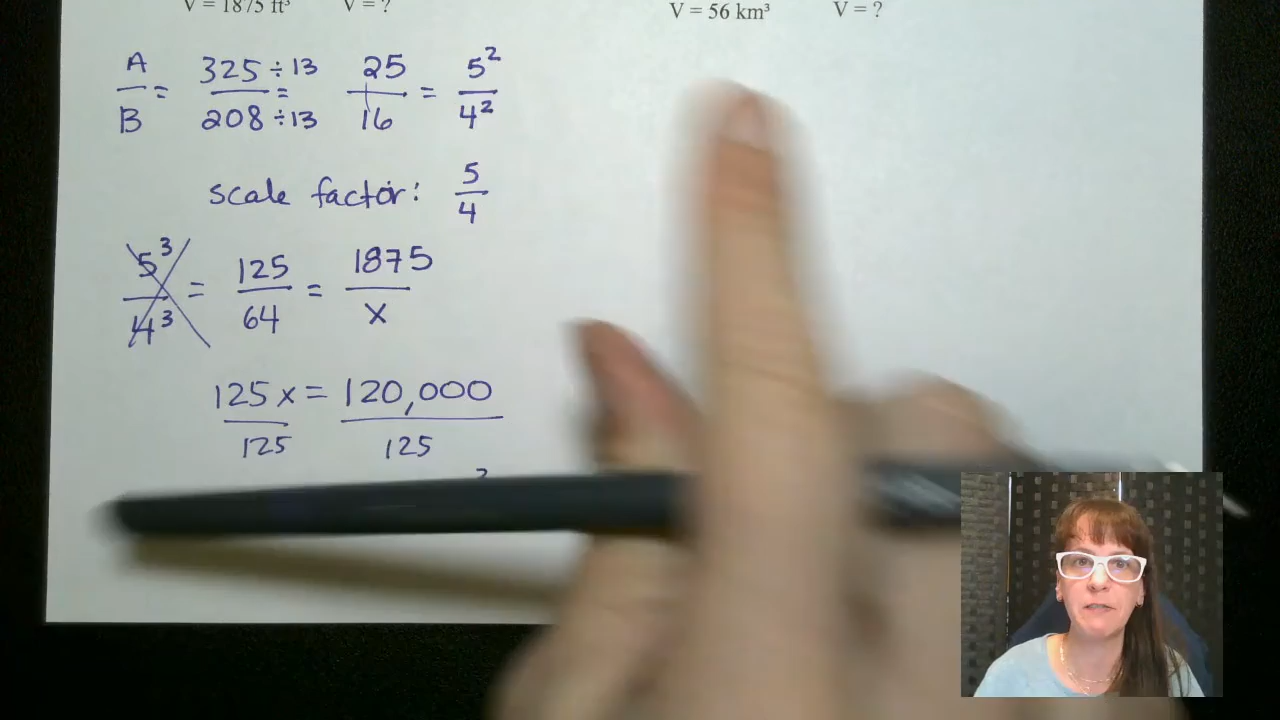 V = 1875 ft³ V = ?
V = 56 km³ V = ?
A/B = 325 ÷ 13 / 208 ÷ 13 = 25/16 = 5²/4²
scale factor: 5/4
5³/4³ = 125/64 = 1875/x
125x = 120,000
125 125